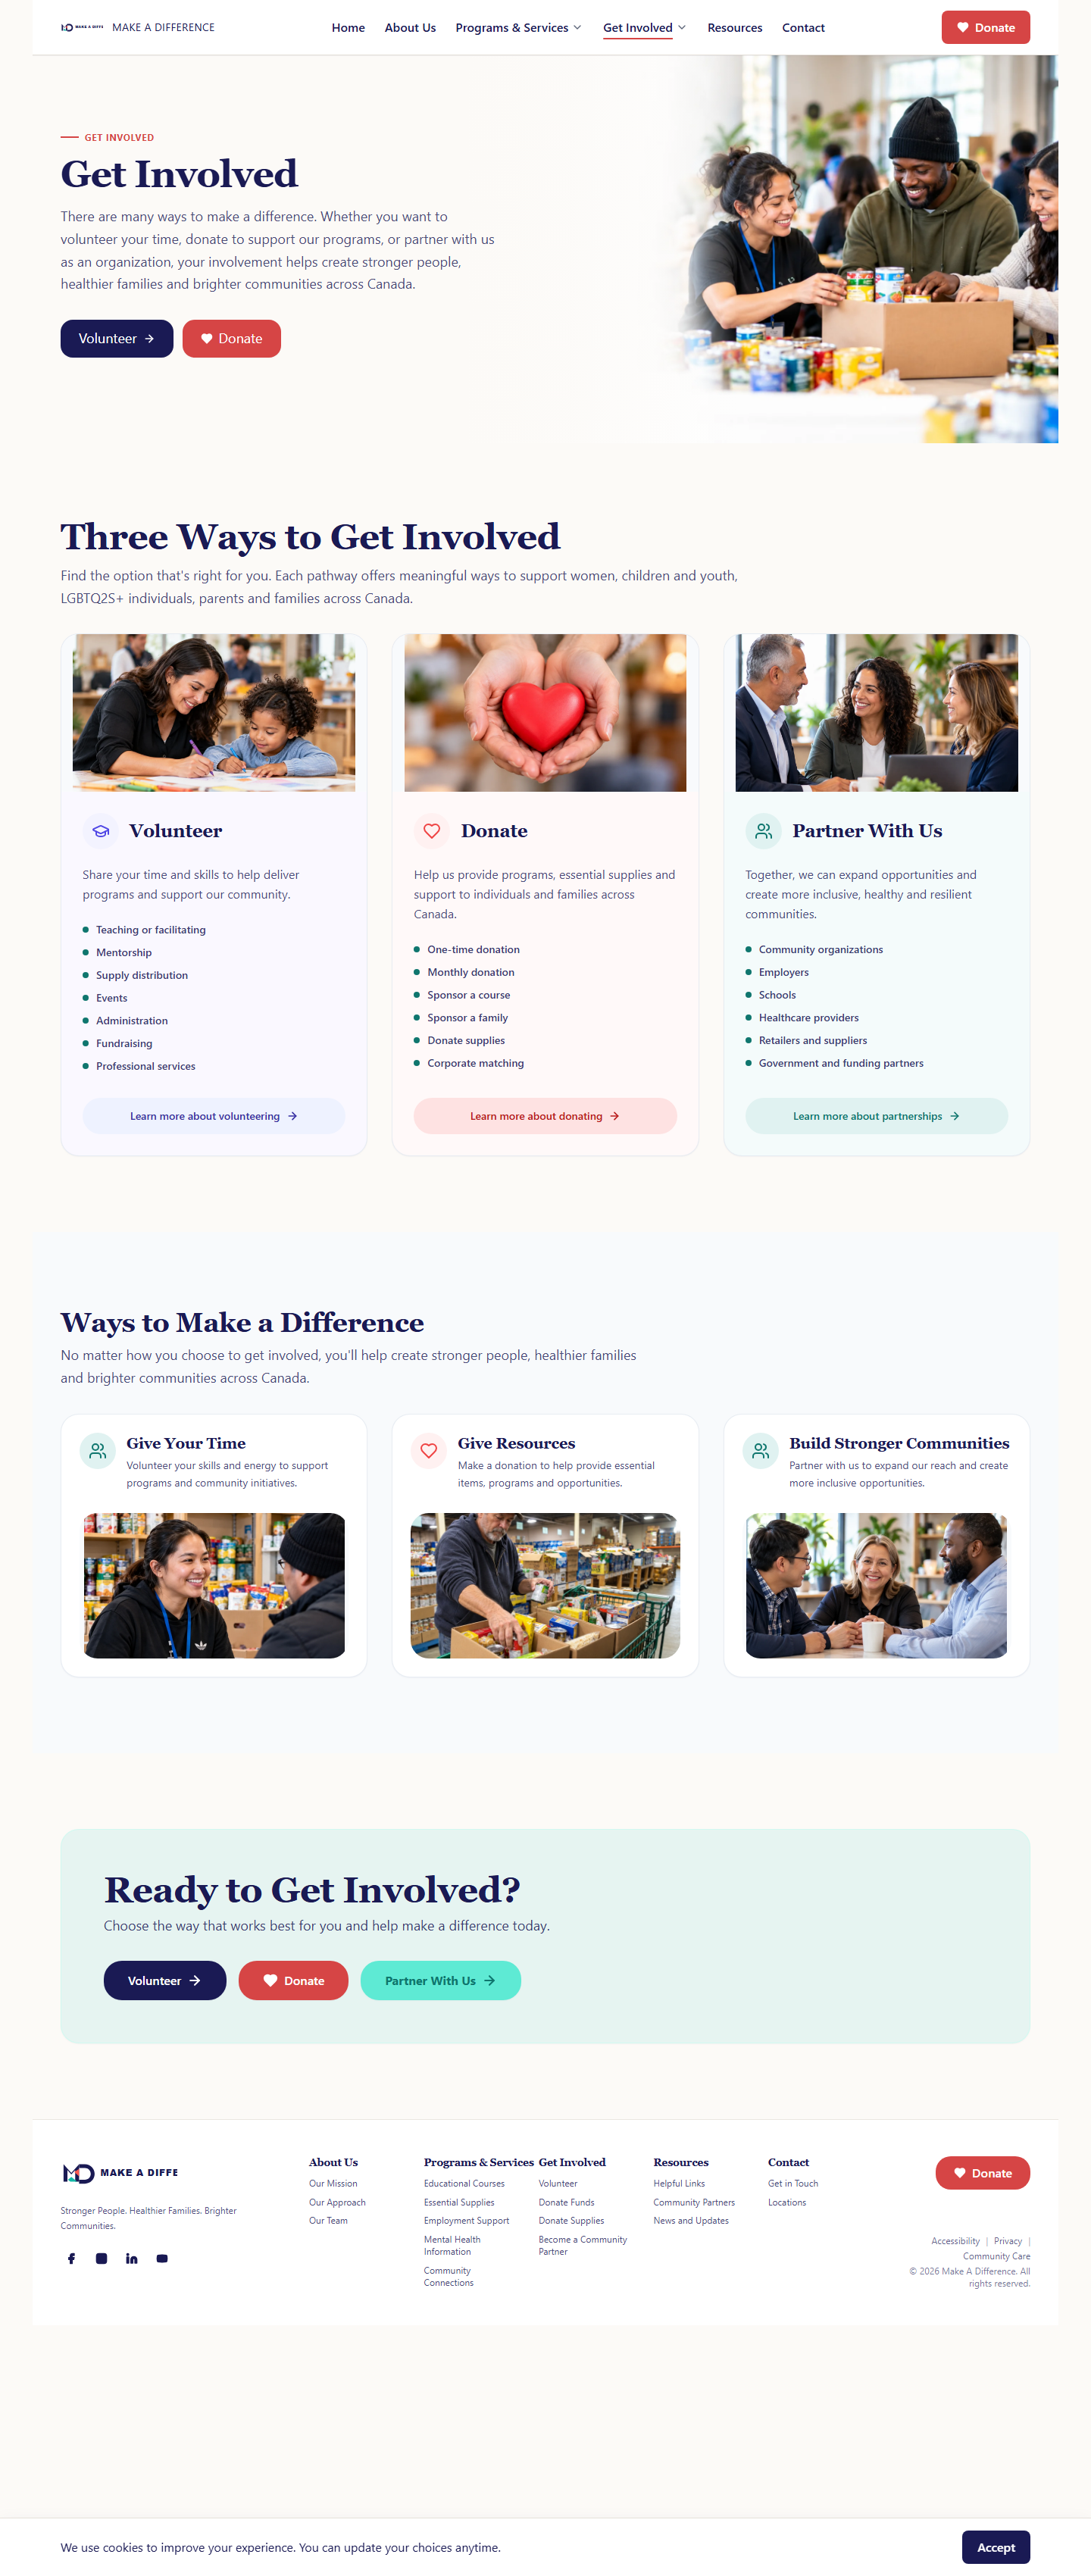 MAKE A DIFFERENCE
Home
About Us
Programs & Services
Get Involved
Resources
Contact
Donate
GET INVOLVED
Get Involved
There are many ways to make a difference. Whether you want to
volunteer your time, donate to support our programs, or partner with us
as an organization, your involvement helps create stronger people,
healthier families and brighter communities across Canada.
Volunteer
Donate
Three Ways to Get Involved
Find the option that's right for you. Each pathway offers meaningful ways to support women, children and youth,
LGBTQ2S+ individuals, parents and families across Canada.
Volunteer
Share your time and skills to help deliver
programs and support our community.
Teaching or facilitating
Mentorship
Supply distribution
Events
Administration
Fundraising
Professional services
Learn more about volunteering
Donate
Help us provide programs, essential supplies and
support to individuals and families across
Canada.
One-time donation
Monthly donation
Sponsor a course
Sponsor a family
Donate supplies
Corporate matching
Learn more about donating
Partner With Us
Together, we can expand opportunities and
create more inclusive, healthy and resilient
communities.
Community organizations
Employers
Schools
Healthcare providers
Retailers and suppliers
Government and funding partners
Learn more about partnerships
Ways to Make a Difference
No matter how you choose to get involved, you'll help create stronger people, healthier families
and brighter communities across Canada.
Give Your Time
Volunteer your skills and energy to support
programs and community initiatives.
Give Resources
Make a donation to help provide essential
items, programs and opportunities.
Build Stronger Communities
Partner with us to expand our reach and create
more inclusive opportunities.
Ready to Get Involved?
Choose the way that works best for you and help make a difference today.
Volunteer
Donate
Partner With Us
MAKE A DIFFE
Stronger People. Healthier Families. Brighter
Communities.
About Us
Our Mission
Our Approach
Our Team
Programs & Services
Educational Courses
Essential Supplies
Employment Support
Mental Health
Information
Community
Connections
Get Involved
Volunteer
Donate Funds
Donate Supplies
Become a Community
Partner
Resources
Helpful Links
Community Partners
News and Updates
Contact
Get in Touch
Locations
Donate
Accessibility | Privacy |
Community Care
© 2026 Make A Difference. All
rights reserved.
We use cookies to improve your experience. You can update your choices anytime.
Accept